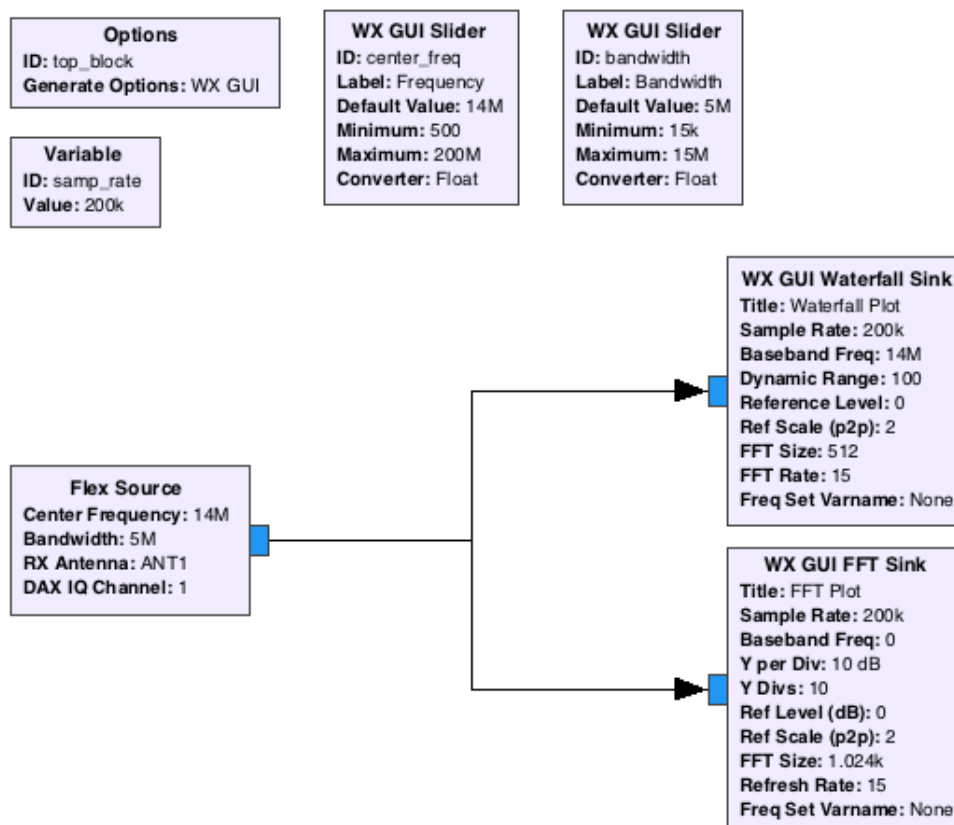 Options
ID: top_block
Generate Options: WX GUI
Variable
ID: samp_rate
Value: 200k
WX GUI Slider
ID: center_freq
Label: Frequency
Default Value: 14M
Minimum: 500
Maximum: 200M
Converter: Float
WX GUI Slider
ID: bandwidth
Label: Bandwidth
Default Value: 5M
Minimum: 15k
Maximum: 15M
Converter: Float
Flex Source
Center Frequency: 14M
Bandwidth: 5M
RX Antenna: ANT1
DAX IQ Channel: 1
WX GUI Waterfall Sink
Title: Waterfall Plot
Sample Rate: 200k
Baseband Freq: 14M
Dynamic Range: 100
Reference Level: 0
Ref Scale (p2p): 2
FFT Size: 512
FFT Rate: 15
Freq Set Varname: None
WX GUI FFT Sink
Title: FFT Plot
Sample Rate: 200k
Baseband Freq: 0
Y per Div: 10 dB
Y Divs: 10
Ref Level (dB): 0
Ref Scale (p2p): 2
FFT Size: 1.024k
Refresh Rate: 15
Freq Set Varname: None